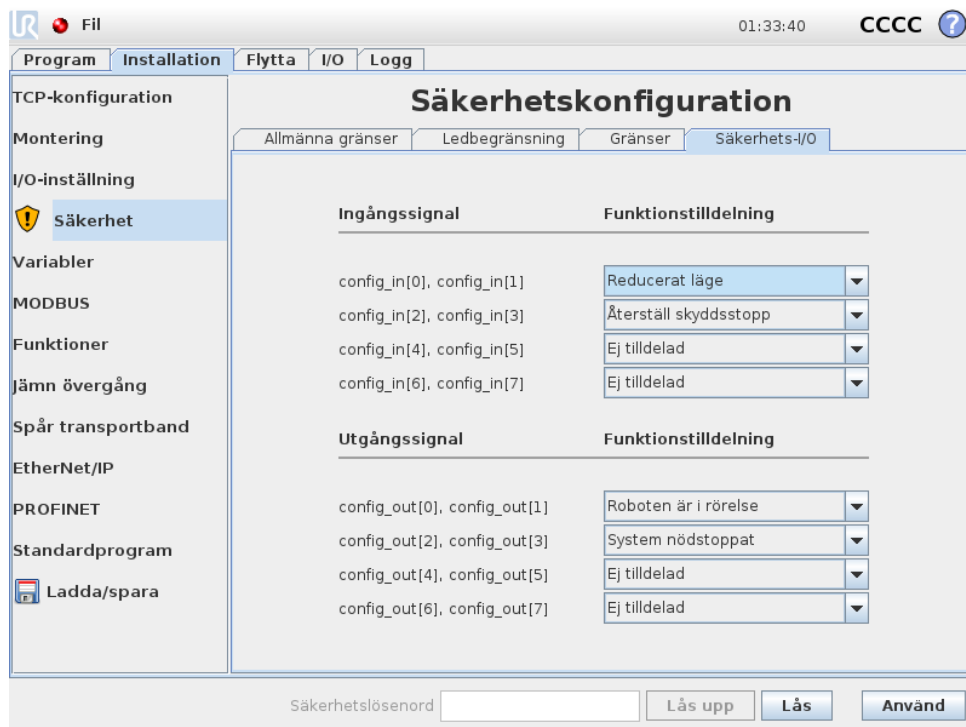 UR Fil 01:33:40 CCCC ?
Program Installation Flytta I/O Logg
TCP-konfiguration
Montering
I/O-inställning
Säkerhet
Variabler
MODBUS
Funktioner
Jämn övergång
Spår transportband
EtherNet/IP
PROFINET
Standardprogram
Ladda/spara
Säkerhetskonfiguration
Allmänna gränser Ledbegränsning Gränser Säkerhets-I/O
Ingångssignal Funktionstilldelning
config_in[0], config_in[1] Reducerat läge
config_in[2], config_in[3] Återställ skyddsstopp
config_in[4], config_in[5] Ej tilldelad
config_in[6], config_in[7] Ej tilldelad
Utgångssignal Funktionstilldelning
config_out[0], config_out[1] Roboten är i rörelse
config_out[2], config_out[3] System nödstoppat
config_out[4], config_out[5] Ej tilldelad
config_out[6], config_out[7] Ej tilldelad
Säkerhetslösenord Lås upp Lås Använd